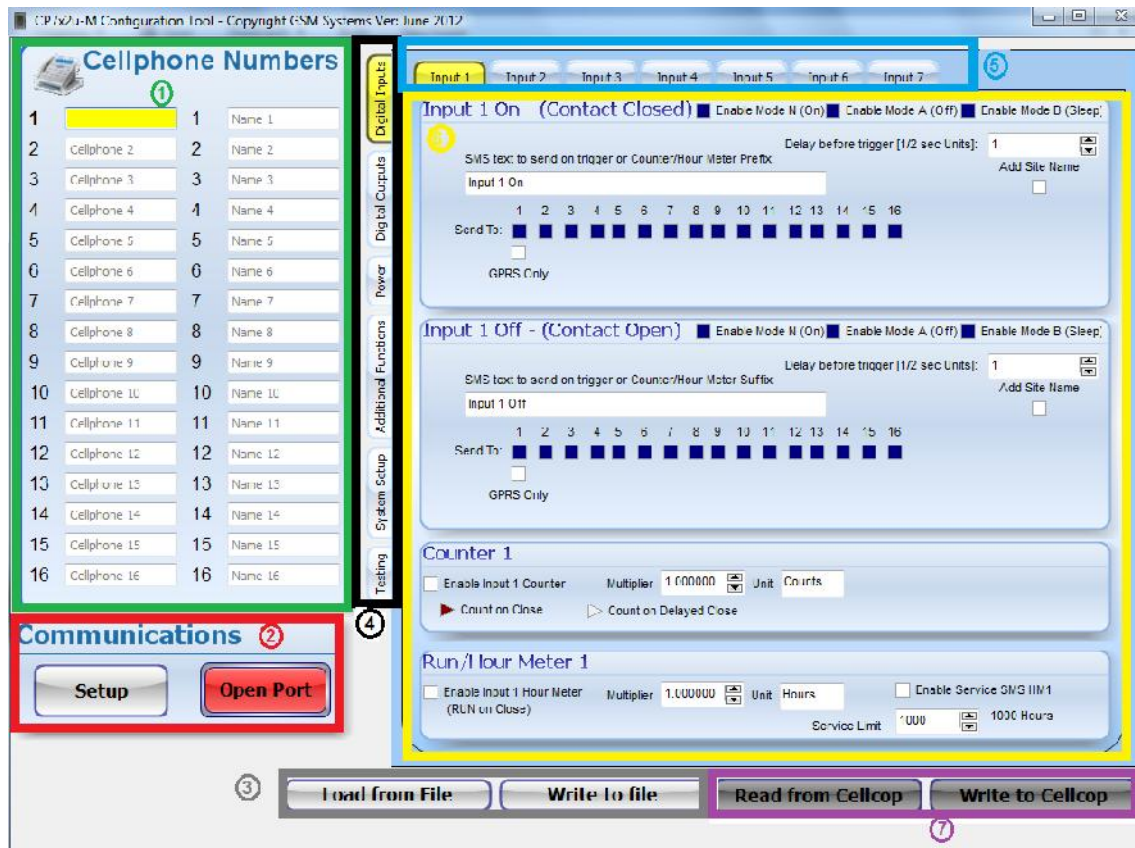 CP7x2u-M Configuration Tool - Copyright GSM Systems Ver: June 2012
Cellphone Numbers
1
1 1 Name 1
2 Cellphone 2 2 Name 2
3 Cellphone 3 3 Name 3
4 Cellphone 4 4 Name 4
5 Cellphone 5 5 Name 5
6 Cellphone 6 6 Name 6
7 Cellphone 7 7 Name 7
8 Cellphone 8 8 Name 8
9 Cellphone 9 9 Name 9
10 Cellphone 10 10 Name 10
11 Cellphone 11 11 Name 11
12 Cellphone 12 12 Name 12
13 Cellphone 13 13 Name 13
14 Cellphone 14 14 Name 14
15 Cellphone 15 15 Name 15
16 Cellphone 16 16 Name 16
Communications 2
Setup Open Port
Digital Inputs
Digital Outputs
Power
Additional Functions
System Setup
Testing
4
Input 1 Input 2 Input 3 Input 4 Input 5 Input 6 Input 7 5
Input 1 On - (Contact Closed) Enable Mode N (On) Enable Mode A (Off) Enable Mode B (Sleep)
6
Delay before trigger [1/2 sec Units]: 1
SMS text to send on trigger or Counter/Hour Meter Prefix
Add Site Name
Input 1 On
1 2 3 4 5 6 7 8 9 10 11 12 13 14 15 16
Send To:
GPRS Only
Input 1 Off - (Contact Open) Enable Mode N (On) Enable Mode A (Off) Enable Mode B (Sleep)
Delay before trigger [1/2 sec Units]: 1
SMS text to send on trigger or Counter/Hour Meter Suffix
Add Site Name
Input 1 Off
1 2 3 4 5 6 7 8 9 10 11 12 13 14 15 16
Send To:
GPRS Only
Counter 1
Enable Input 1 Counter Multiplier 1.000000 Unit Counts
Count on Close Count on Delayed Close
Run/Hour Meter 1
Enable Input 1 Hour Meter Multiplier 1.000000 Unit Hours Enable Service SMS HM1
(RUN on Close)
Service Limit 1000 1000 Hours
3 Load from File Write to file Read from Cellcop Write to Cellcop
7